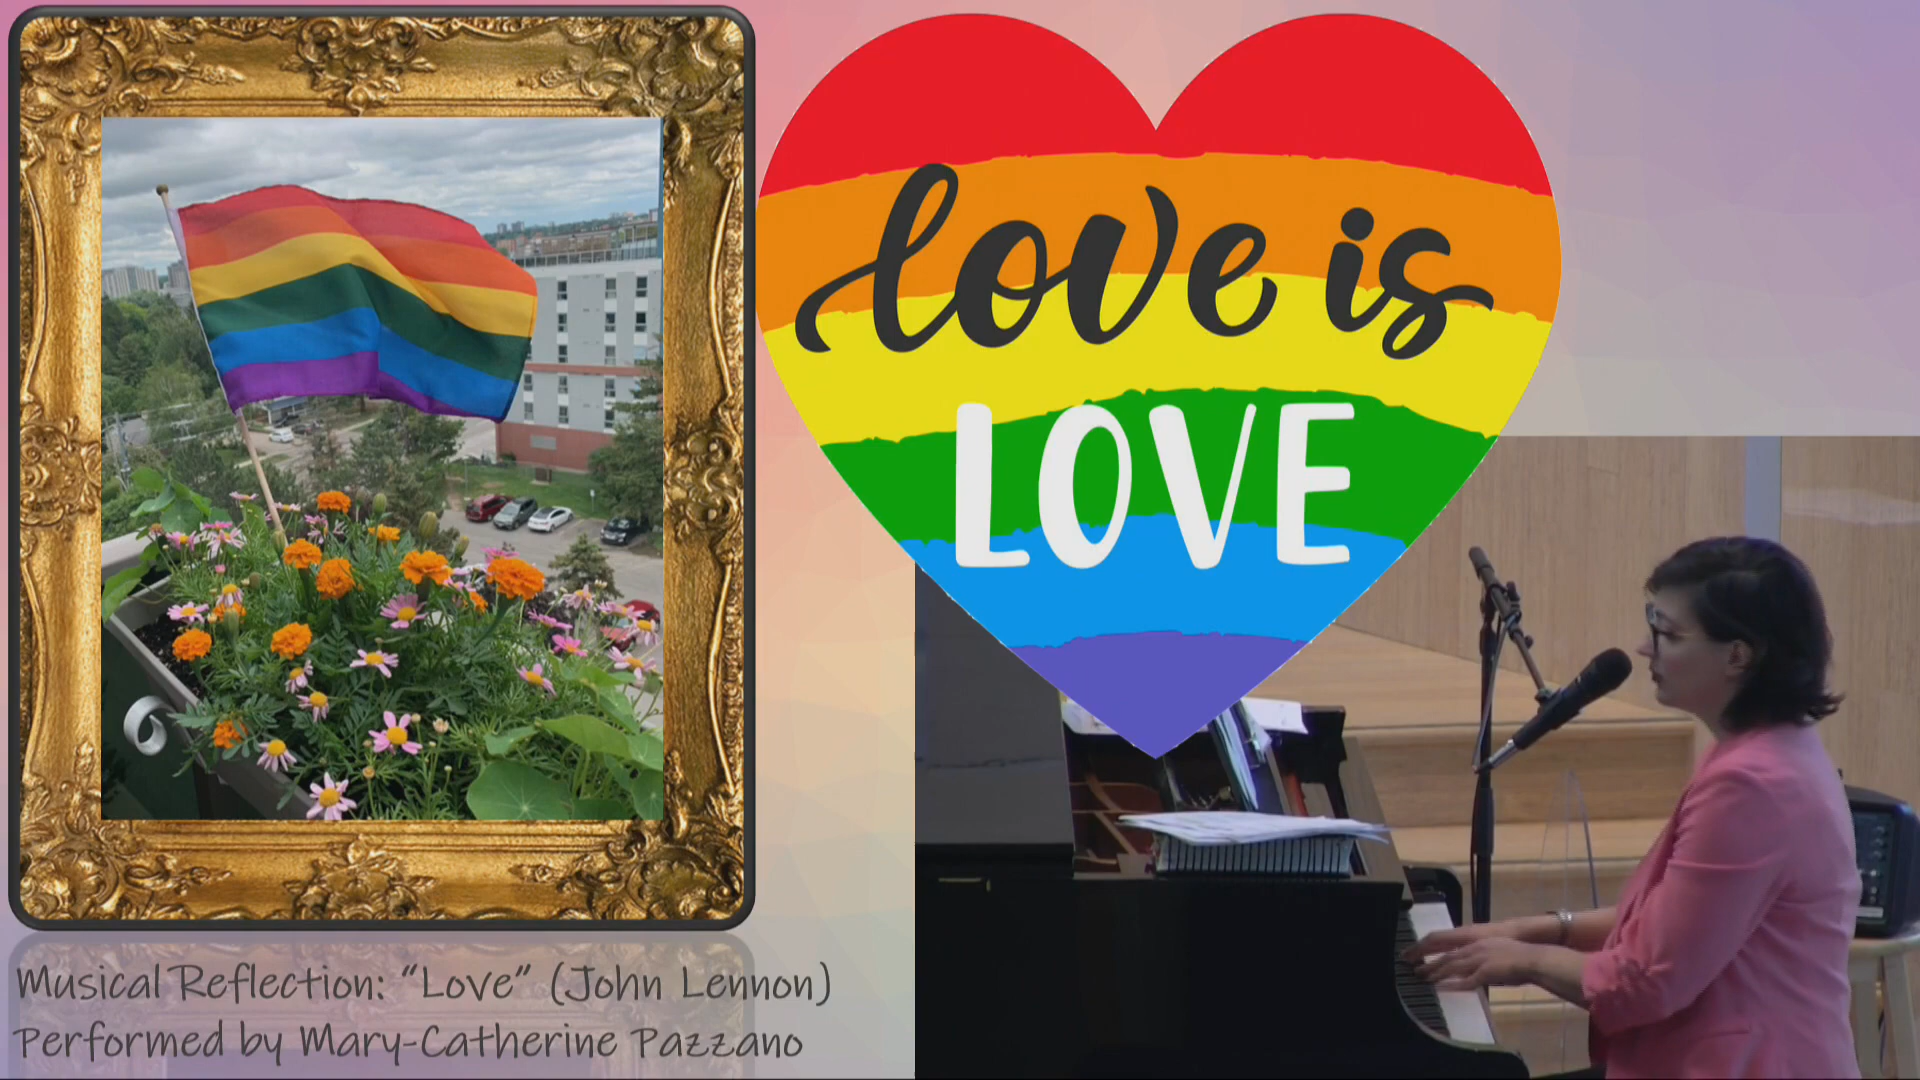 love is
LOVE
Musical Reflection: “Love” (John Lennon)
Performed by Mary-Catherine Pazzano